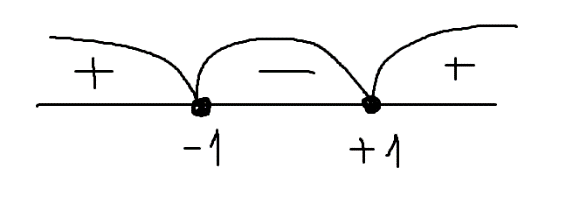 + − +
-1 +1